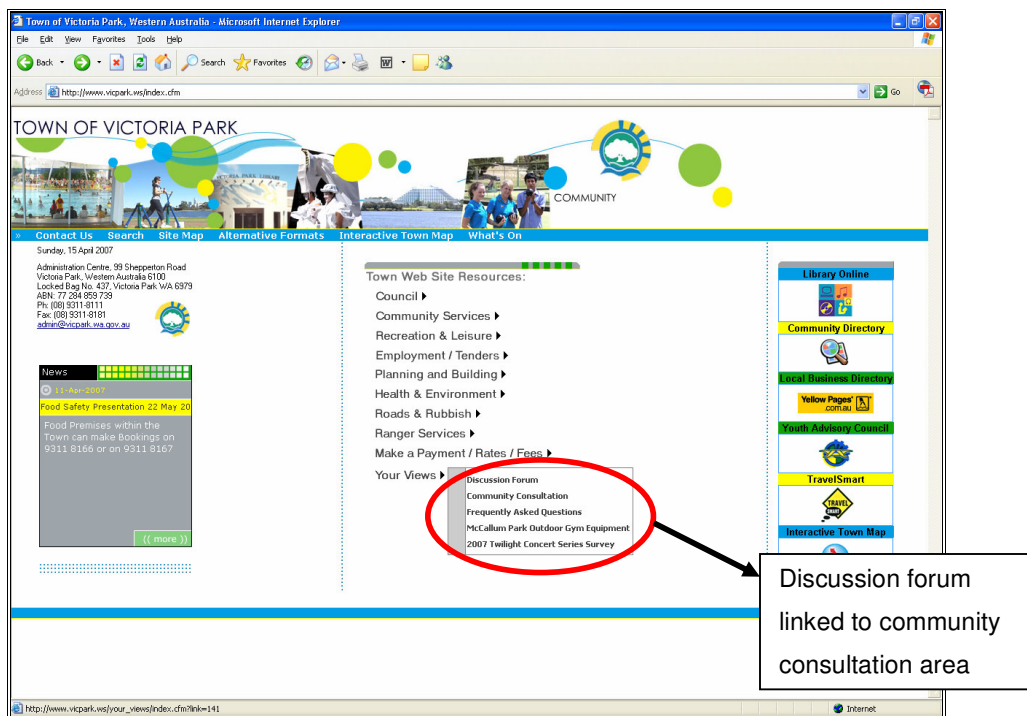 Town of Victoria Park, Western Australia - Microsoft Internet Explorer
File Edit View Favorites Tools Help
Back Search Favorites
Address http://www.vicpark.ws/index.cfm Go
TOWN OF VICTORIA PARK
VICTORIA PARK LIBRARY
COMMUNITY
» Contact Us Search Site Map Alternative Formats Interactive Town Map What's On
Sunday, 15 April 2007
Administration Centre, 99 Shepperton Road
Victoria Park, Western Australia 6100
Locked Bag No. 437, Victoria Park WA 6979
ABN: 77 284 859 739
Ph: (08) 9311-8111
Fax: (08) 9311-8181
admin@vicpark.wa.gov.au
News
11-Apr-2007
Food Safety Presentation 22 May 20
Food Premises within the
Town can make Bookings on
9311 8166 or on 9311 8167
(( more ))
Town Web Site Resources:
Council
Community Services
Recreation & Leisure
Employment / Tenders
Planning and Building
Health & Environment
Roads & Rubbish
Ranger Services
Make a Payment / Rates / Fees
Your Views
Discussion Forum
Community Consultation
Frequently Asked Questions
McCallum Park Outdoor Gym Equipment
2007 Twilight Concert Series Survey
Library Online
Community Directory
Local Business Directory
Yellow Pages
.com.au
Youth Advisory Council
TravelSmart
TRAVEL
SMART
Interactive Town Map
Discussion forum
linked to community
consultation area
http://www.vicpark.ws/your_views/index.cfm?link=141 Internet